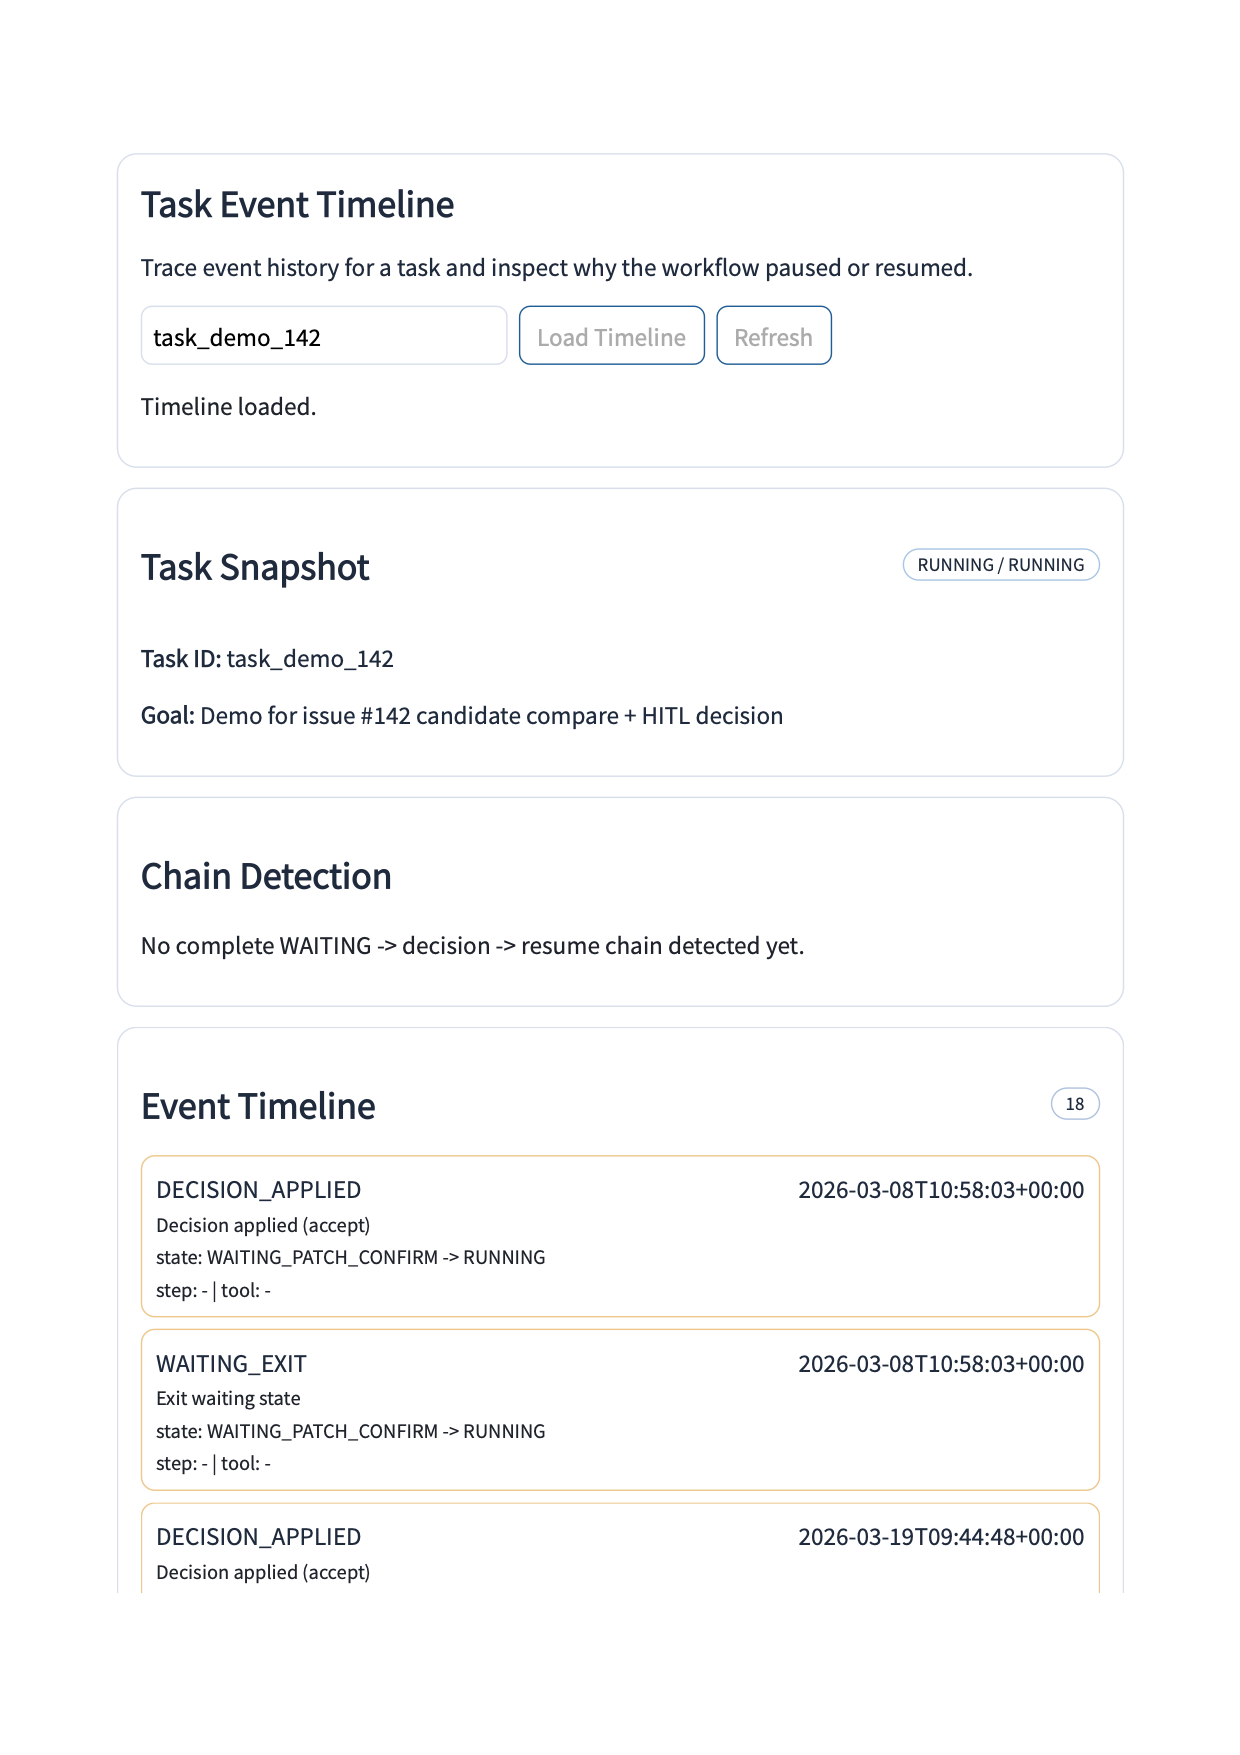 Task Event Timeline
Trace event history for a task and inspect why the workflow paused or resumed.
task_demo_142 Load Timeline Refresh
Timeline loaded.
Task Snapshot RUNNING / RUNNING
Task ID: task_demo_142
Goal: Demo for issue #142 candidate compare + HITL decision
Chain Detection
No complete WAITING -> decision -> resume chain detected yet.
Event Timeline 18
DECISION_APPLIED 2026-03-08T10:58:03+00:00
Decision applied (accept)
state: WAITING_PATCH_CONFIRM -> RUNNING
step: - | tool: -
WAITING_EXIT 2026-03-08T10:58:03+00:00
Exit waiting state
state: WAITING_PATCH_CONFIRM -> RUNNING
step: - | tool: -
DECISION_APPLIED 2026-03-19T09:44:48+00:00
Decision applied (accept)